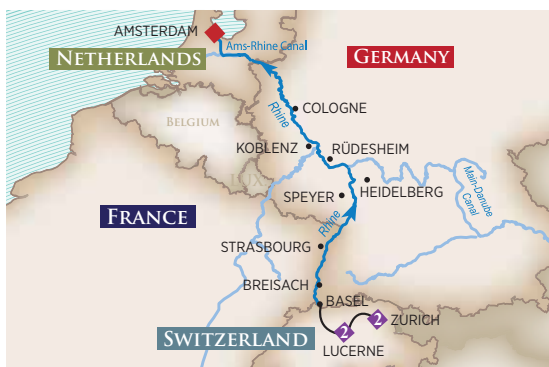 AMSTERDAM
Ams-Rhine Canal
NETHERLANDS
GERMANY
COLOGNE
Rhine
BELGIUM
KOBLENZ
RÜDESHEIM
LUX.
HEIDELBERG
Main-Danube
Canal
SPEYER
FRANCE
Rhine
STRASBOURG
BREISACH
BASEL
2
ZURICH
2
SWITZERLAND
LUCERNE